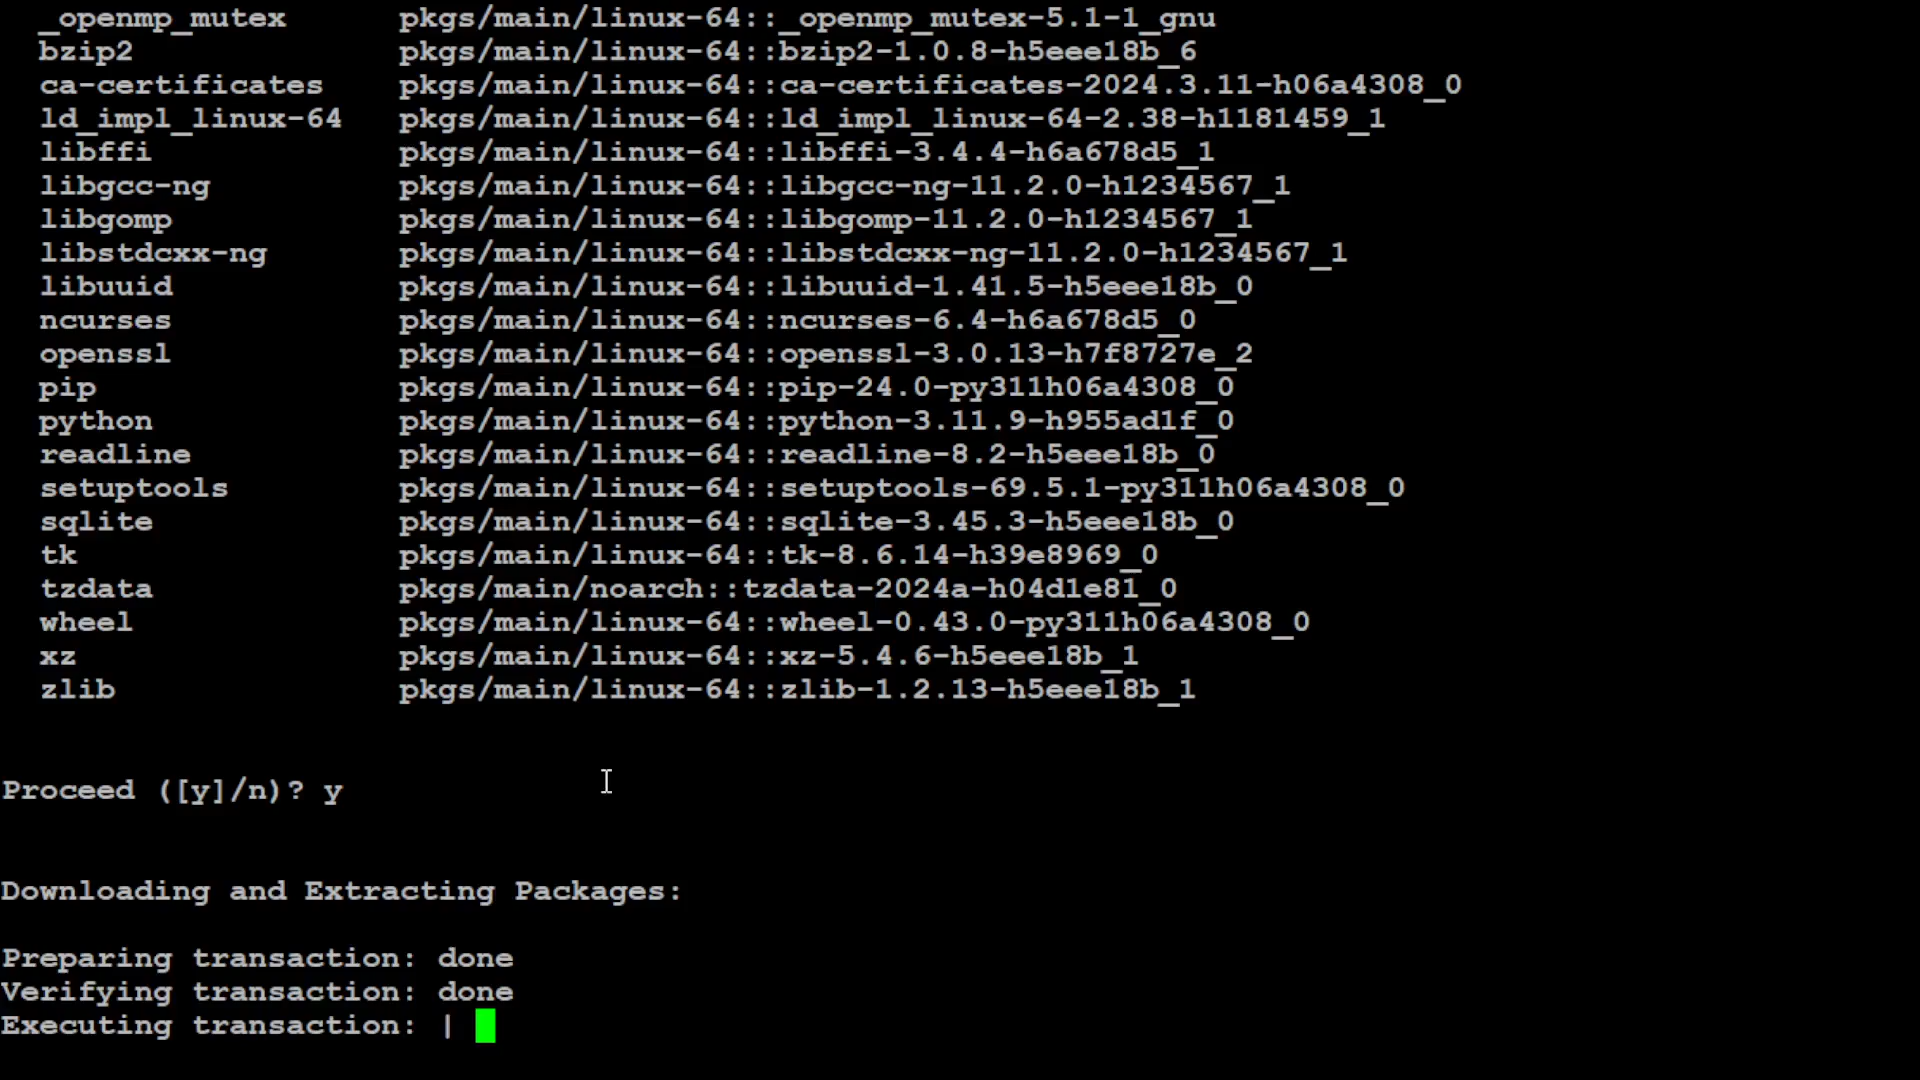 _openmp_mutex      pkgs/main/linux-64::_openmp_mutex-5.1-1_gnu
bzip2              pkgs/main/linux-64::bzip2-1.0.8-h5eee18b_6
ca-certificates    pkgs/main/linux-64::ca-certificates-2024.3.11-h06a4308_0
ld_impl_linux-64   pkgs/main/linux-64::ld_impl_linux-64-2.38-h1181459_1
libffi             pkgs/main/linux-64::libffi-3.4.4-h6a678d5_1
libgcc-ng          pkgs/main/linux-64::libgcc-ng-11.2.0-h1234567_1
libgomp            pkgs/main/linux-64::libgomp-11.2.0-h1234567_1
libstdcxx-ng       pkgs/main/linux-64::libstdcxx-ng-11.2.0-h1234567_1
libuuid            pkgs/main/linux-64::libuuid-1.41.5-h5eee18b_0
ncurses            pkgs/main/linux-64::ncurses-6.4-h6a678d5_0
openssl            pkgs/main/linux-64::openssl-3.0.13-h7f8727e_2
pip                pkgs/main/linux-64::pip-24.0-py311h06a4308_0
python             pkgs/main/linux-64::python-3.11.9-h955ad1f_0
readline           pkgs/main/linux-64::readline-8.2-h5eee18b_0
setuptools         pkgs/main/linux-64::setuptools-69.5.1-py311h06a4308_0
sqlite             pkgs/main/linux-64::sqlite-3.45.3-h5eee18b_0
tk                 pkgs/main/linux-64::tk-8.6.14-h39e8969_0
tzdata             pkgs/main/noarch::tzdata-2024a-h04d1e81_0
wheel              pkgs/main/linux-64::wheel-0.43.0-py311h06a4308_0
xz                 pkgs/main/linux-64::xz-5.4.6-h5eee18b_1
zlib               pkgs/main/linux-64::zlib-1.2.13-h5eee18b_1
Proceed ([y]/n)? y
Downloading and Extracting Packages:
Preparing transaction: done
Verifying transaction: done
Executing transaction: |